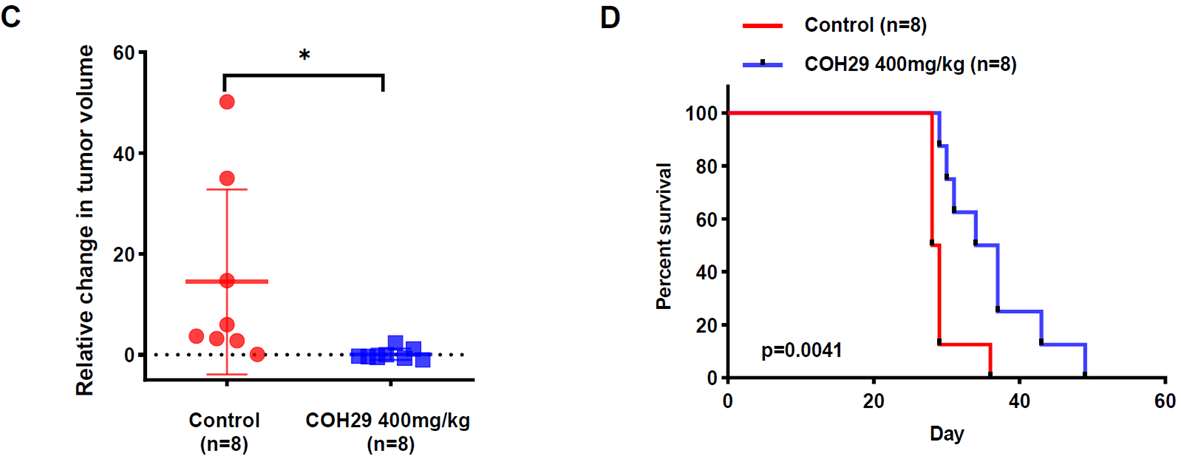 C
Relative change in tumor volume
60
40
20
0
*
Control
(n=8)
COH29 400mg/kg
(n=8)
D
Control (n=8)
COH29 400mg/kg (n=8)
Percent survival
100
80
60
40
20
0
p=0.0041
0
20
40
60
Day